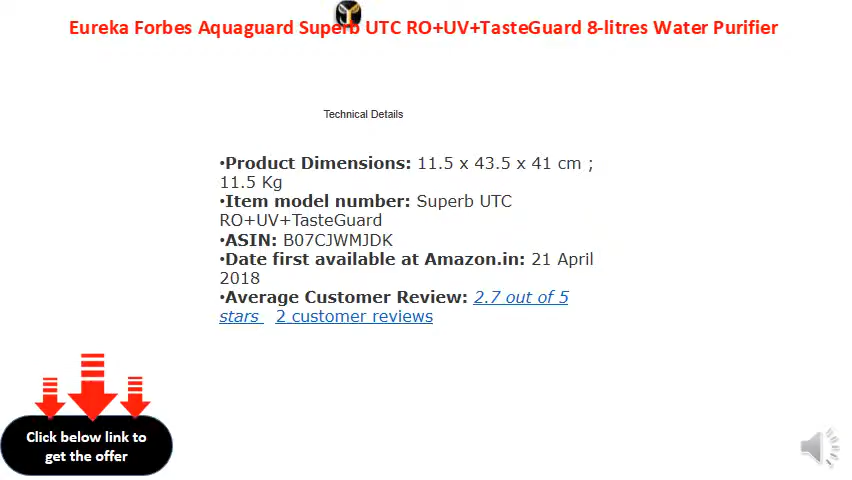 Eureka Forbes Aquaguard Superb UTC RO+UV+TasteGuard 8-litres Water Purifier
Technical Details
•Product Dimensions: 11.5 x 43.5 x 41 cm ;
11.5 Kg
•Item model number: Superb UTC
RO+UV+TasteGuard
•ASIN: B07CJWMJDK
•Date first available at Amazon.in: 21 April
2018
•Average Customer Review: 2.7 out of 5
stars 2 customer reviews
Click below link to
get the offer